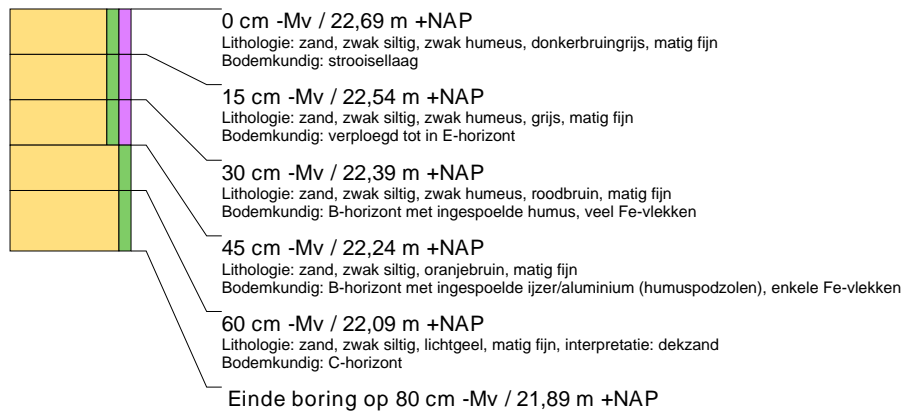 0 cm -Mv / 22,69 m +NAP
Lithologie: zand, zwak siltig, zwak humeus, donkerbruingrijs, matig fijn
Bodemkundig: strooisellaag
15 cm -Mv / 22,54 m +NAP
Lithologie: zand, zwak siltig, zwak humeus, grijs, matig fijn
Bodemkundig: verploegd tot in E-horizont
30 cm -Mv / 22,39 m +NAP
Lithologie: zand, zwak siltig, zwak humeus, roodbruin, matig fijn
Bodemkundig: B-horizont met ingespoelde humus, veel Fe-vlekken
45 cm -Mv / 22,24 m +NAP
Lithologie: zand, zwak siltig, oranjebruin, matig fijn
Bodemkundig: B-horizont met ingespoelde ijzer/aluminium (humuspodzolen), enkele Fe-vlekken
60 cm -Mv / 22,09 m +NAP
Lithologie: zand, zwak siltig, lichtgeel, matig fijn, interpretatie: dekzand
Bodemkundig: C-horizont
Einde boring op 80 cm -Mv / 21,89 m +NAP